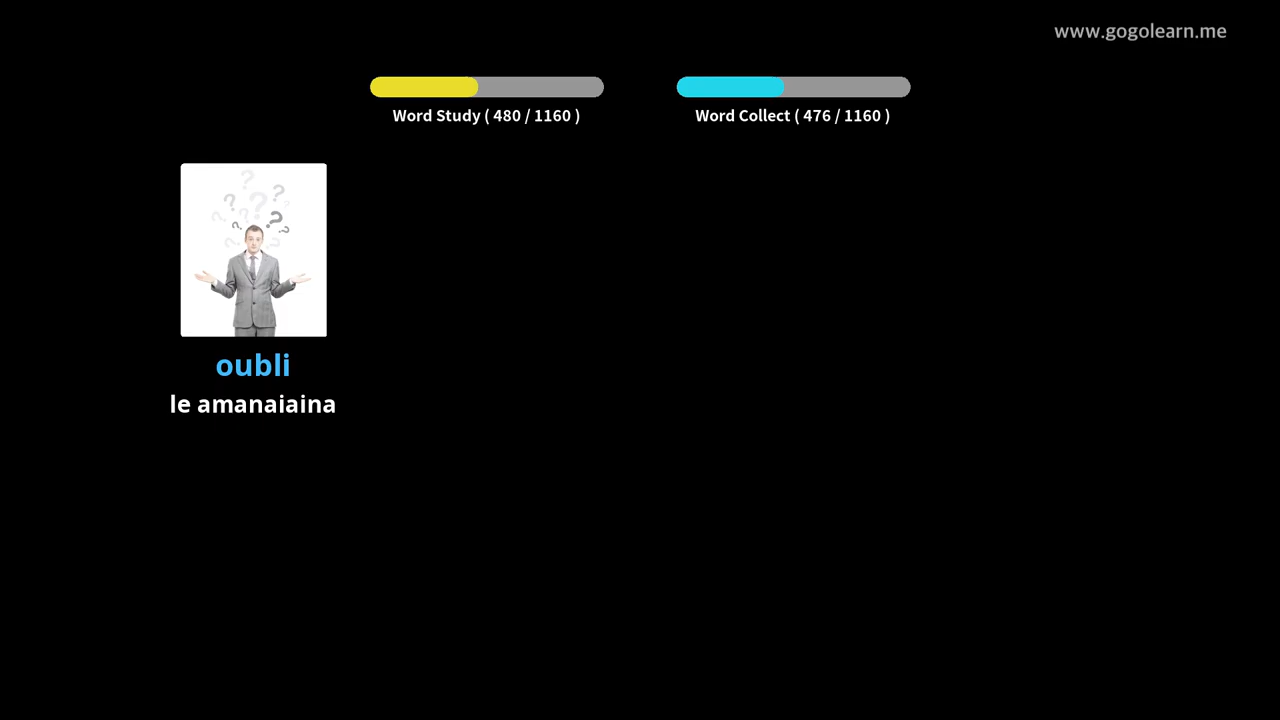 www.gogolearn.me
Word Study ( 480 / 1160 )
Word Collect ( 476 / 1160 )
oubli
le amanaiaina